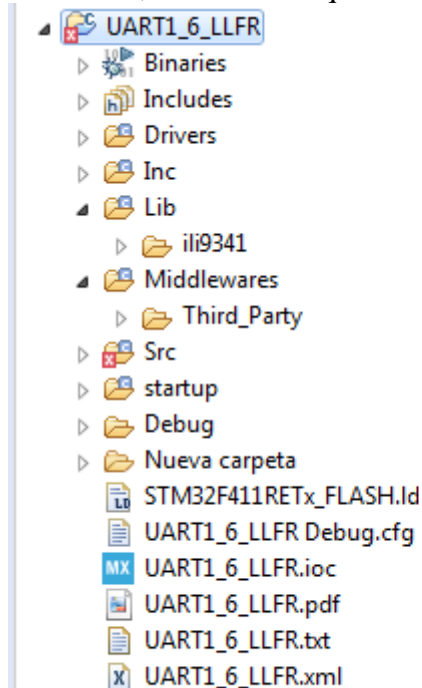 UART1_6_LLFR
Binaries
Includes
Drivers
Inc
Lib
ili9341
Middlewares
Third_Party
Src
startup
Debug
Nueva carpeta
STM32F411RETx_FLASH.ld
UART1_6_LLFR Debug.cfg
MX UART1_6_LLFR.ioc
UART1_6_LLFR.pdf
UART1_6_LLFR.txt
UART1_6_LLFR.xml